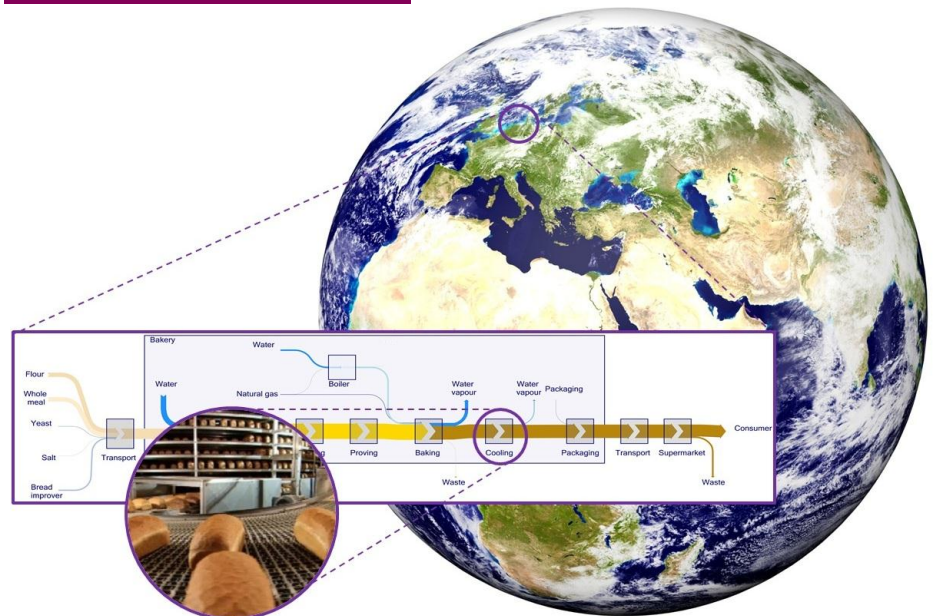 Bakery
Water
Flour
Boiler
Whole
meal
Water
Natural gas
Water
vapour
Water
vapour
Packaging
Yeast
Salt
Transport
Proving
Baking
Cooling
Packaging
Transport
Supermarket
Consumer
Bread
improver
Waste
Waste